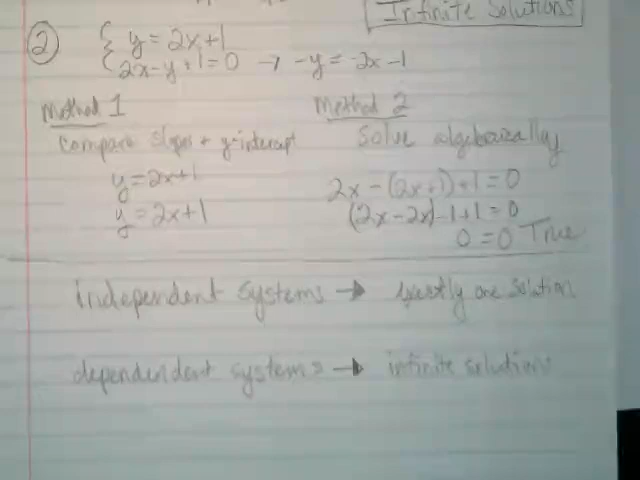 Infinite Solutions
② { y = 2x+1
2x-y+1=0 → -y = -2x-1
Method 1
compare slopes + y-intercept
y=2x+1
y = 2x+1
Method 2
Solve algebraically
2x-(2x+1)+1=0
(2x-2x)-1+1=0
0=0 True
independent systems → exactly one solution
dependent systems → infinite solutions